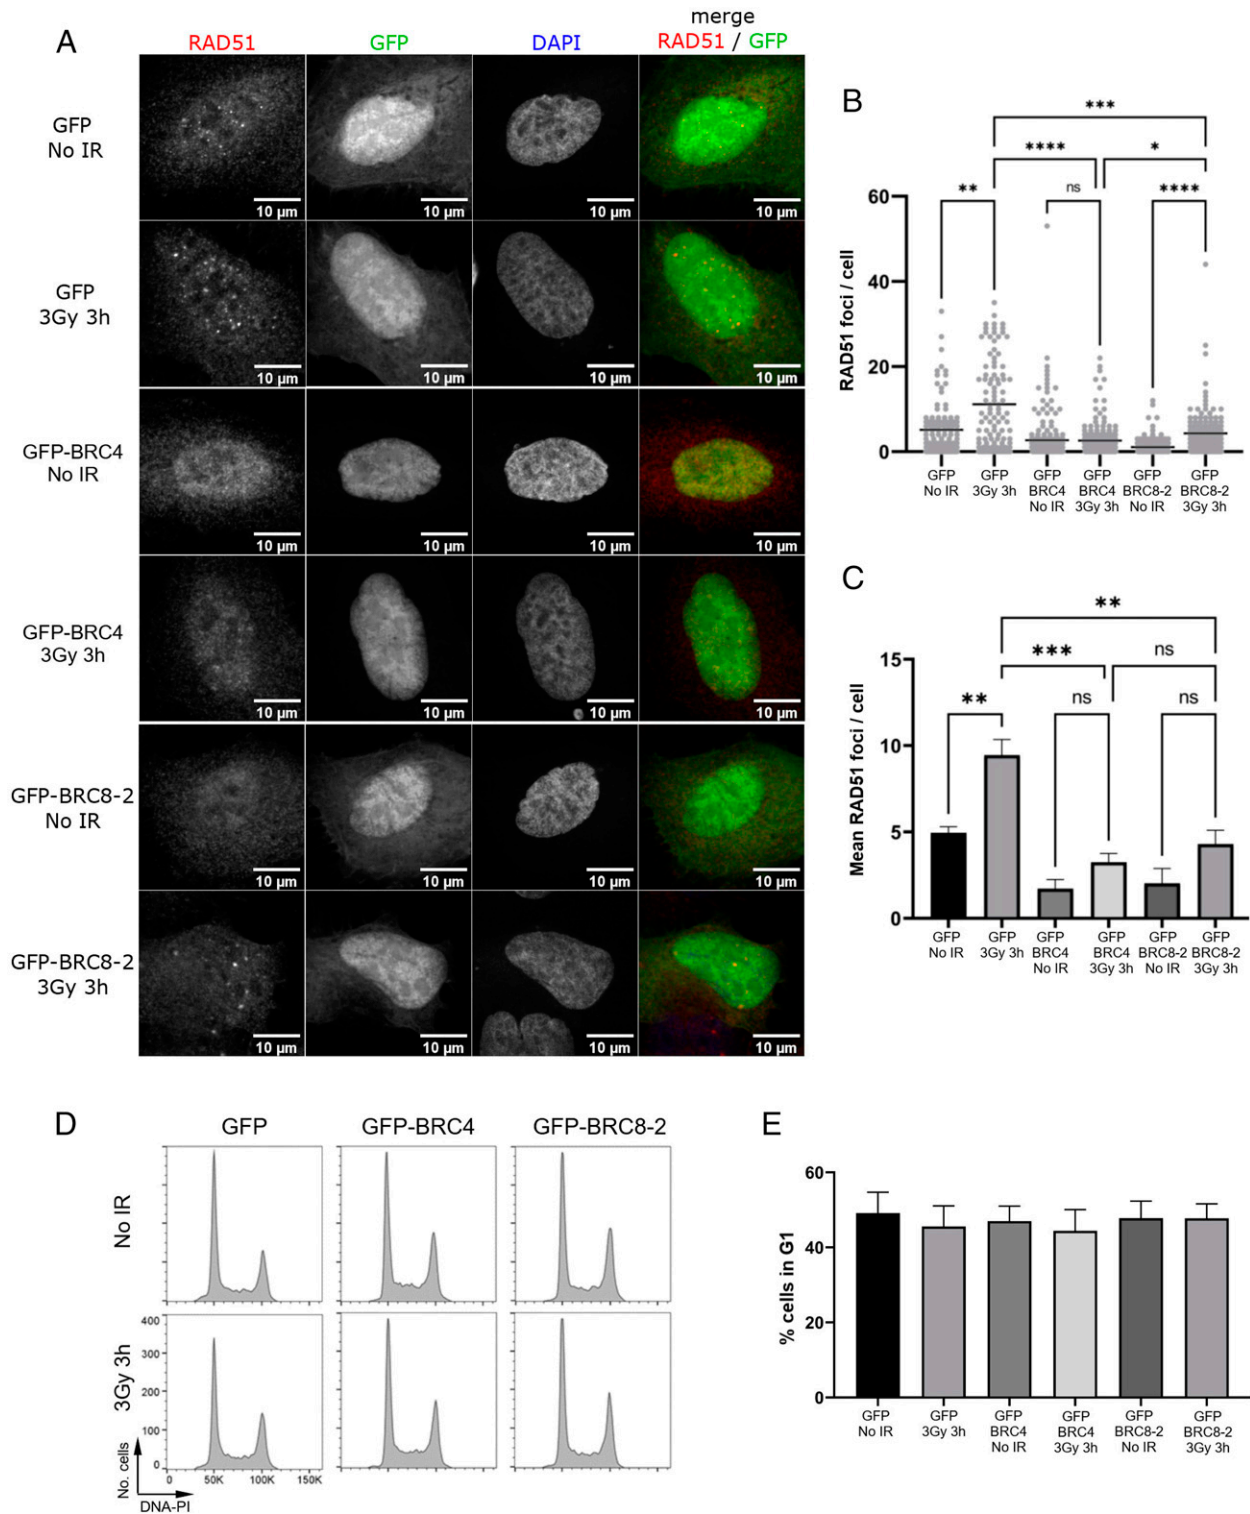 A
RAD51
GFP
DAPI
merge
RAD51 / GFP
GFP
No IR
10 µm
10 µm
10 µm
10 µm
GFP
3Gy 3h
10 µm
10 µm
10 µm
10 µm
GFP-BRC4
No IR
10 µm
10 µm
10 µm
10 µm
GFP-BRC4
3Gy 3h
10 µm
10 µm
10 µm
10 µm
GFP-BRC8-2
No IR
10 µm
10 µm
10 µm
10 µm
GFP-BRC8-2
3Gy 3h
10 µm
10 µm
10 µm
10 µm
B
***
**** *
** ns ****
RAD51 foci / cell
60
40
20
0
GFP
No IR
GFP
3Gy 3h
GFP
BRC4
No IR
GFP
BRC4
3Gy 3h
GFP
BRC8-2
No IR
GFP
BRC8-2
3Gy 3h
C
**
*** ns
** ns ns
Mean RAD51 foci / cell
15
10
5
0
GFP
No IR
GFP
3Gy 3h
GFP
BRC4
No IR
GFP
BRC4
3Gy 3h
GFP
BRC8-2
No IR
GFP
BRC8-2
3Gy 3h
D
GFP
GFP-BRC4
GFP-BRC8-2
No IR
3Gy 3h
400
300
200
100
0
No. cells
0 50K 100K 150K
DNA-PI
E
% cells in G1
60
40
20
0
GFP
No IR
GFP
3Gy 3h
GFP
BRC4
No IR
GFP
BRC4
3Gy 3h
GFP
BRC8-2
No IR
GFP
BRC8-2
3Gy 3h